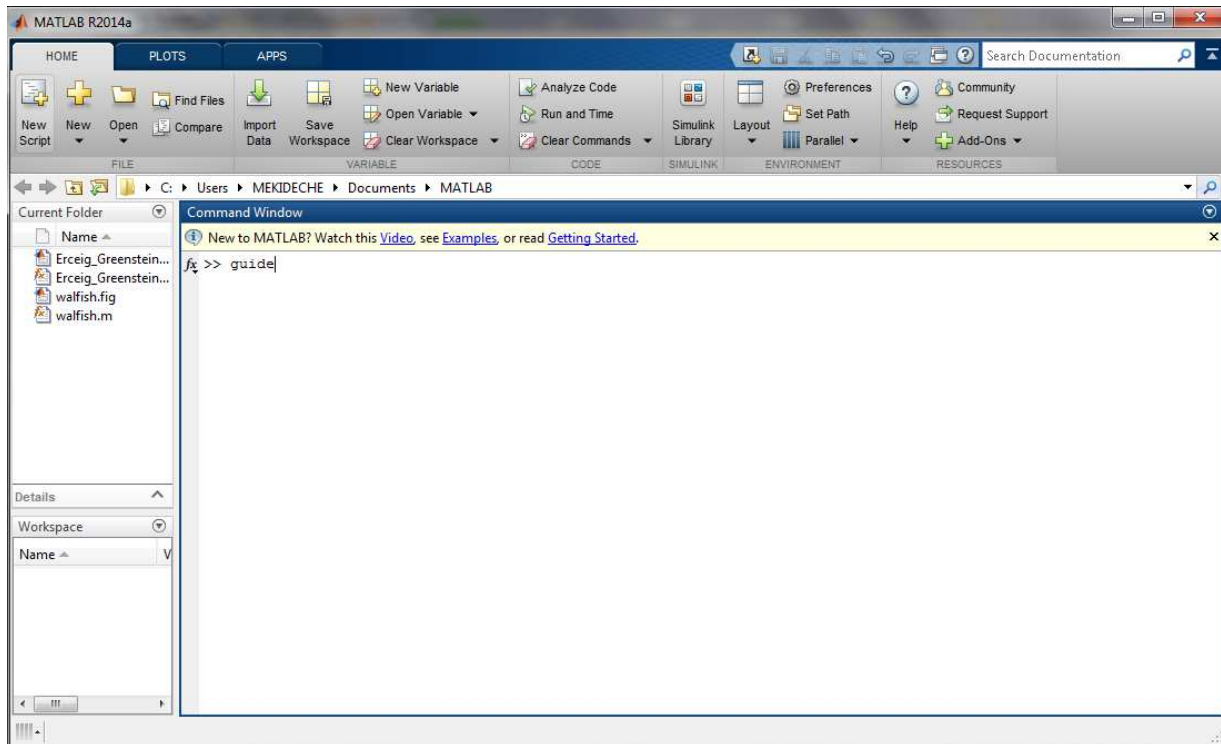 MATLAB R2014a
HOME PLOTS APPS Search Documentation
New Script
New
Open
Find Files
Compare
FILE
Import Data
Save Workspace
New Variable
Open Variable
Clear Workspace
VARIABLE
Analyze Code
Run and Time
Clear Commands
CODE
Simulink Library
SIMULINK
Layout
Preferences
Set Path
Parallel
ENVIRONMENT
Help
Community
Request Support
Add-Ons
RESOURCES
C: Users MEKIDECHE Documents MATLAB
Current Folder
Name
Erceig_Greenstein...
Erceig_Greenstein...
walfish.fig
walfish.m
Details
Workspace
Name V
Command Window
New to MATLAB? Watch this Video, see Examples, or read Getting Started.
fx >> guide